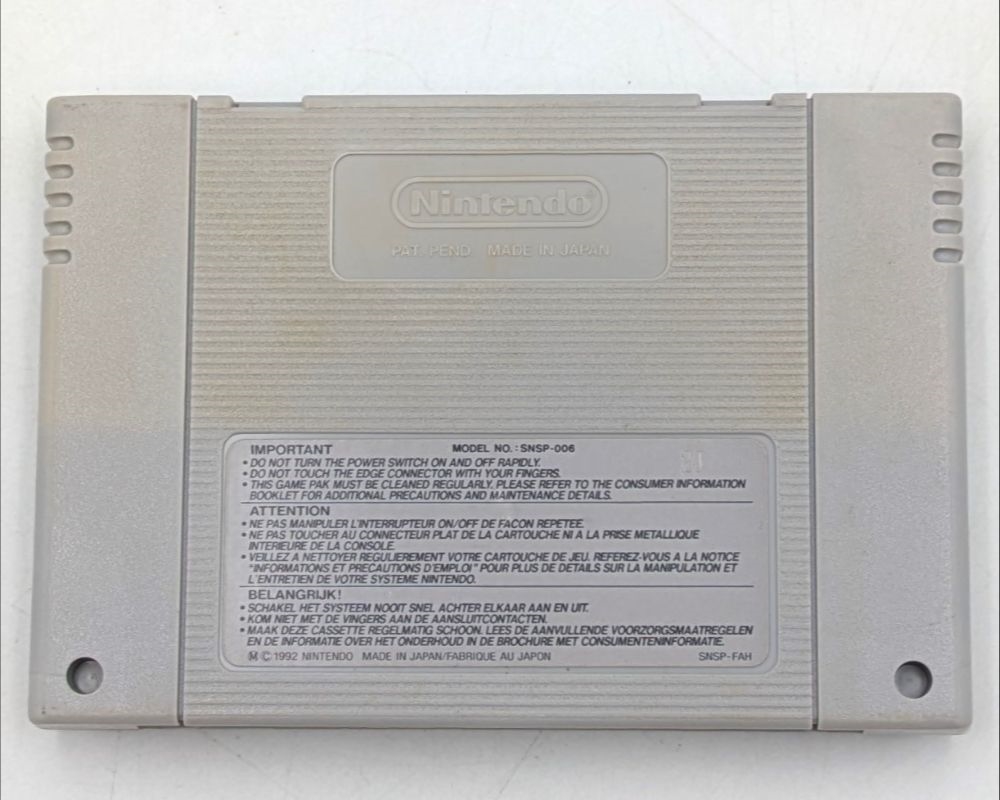 Nintendo®
PAT. PEND. MADE IN JAPAN
IMPORTANT MODEL NO. : SNSP-006
• DO NOT TURN THE POWER SWITCH ON AND OFF RAPIDLY.
• DO NOT TOUCH THE EDGE CONNECTOR WITH YOUR FINGERS.
• THIS GAME PAK MUST BE CLEANED REGULARLY. PLEASE REFER TO THE CONSUMER INFORMATION
BOOKLET FOR ADDITIONAL PRECAUTIONS AND MAINTENANCE DETAILS.
ATTENTION
• NE PAS MANIPULER L'INTERRUPTEUR ON/OFF DE FACON REPETEE.
• NE PAS TOUCHER AU CONNECTEUR PLAT DE LA CARTOUCHE NI A LA PRISE METALLIQUE
INTERIEURE DE LA CONSOLE.
• VEILLEZ A NETTOYER REGULIEREMENT VOTRE CARTOUCHE DE JEU. REFEREZ-VOUS A LA NOTICE
"INFORMATIONS ET PRECAUTIONS D'EMPLOI" POUR PLUS DE DETAILS SUR LA MANIPULATION ET
L'ENTRETIEN DE VOTRE SYSTEME NINTENDO.
BELANGRIJK!
• SCHAKEL HET SYSTEEM NOOIT SNEL ACHTER ELKAAR AAN EN UIT.
• KOM NIET MET DE VINGERS AAN DE AANSLUITCONTACTEN.
• MAAK DEZE CASSETTE REGELMATIG SCHOON. LEES DE AANVULLENDE VOORZORGSMAATREGELEN
EN DE INFORMATIE OVER HET ONDERHOUD IN DE BROCHURE MET CONSUMENTENINFORMATIE.
Ⓜ © 1992 NINTENDO MADE IN JAPAN/FABRIQUE AU JAPON SNSP-FAH